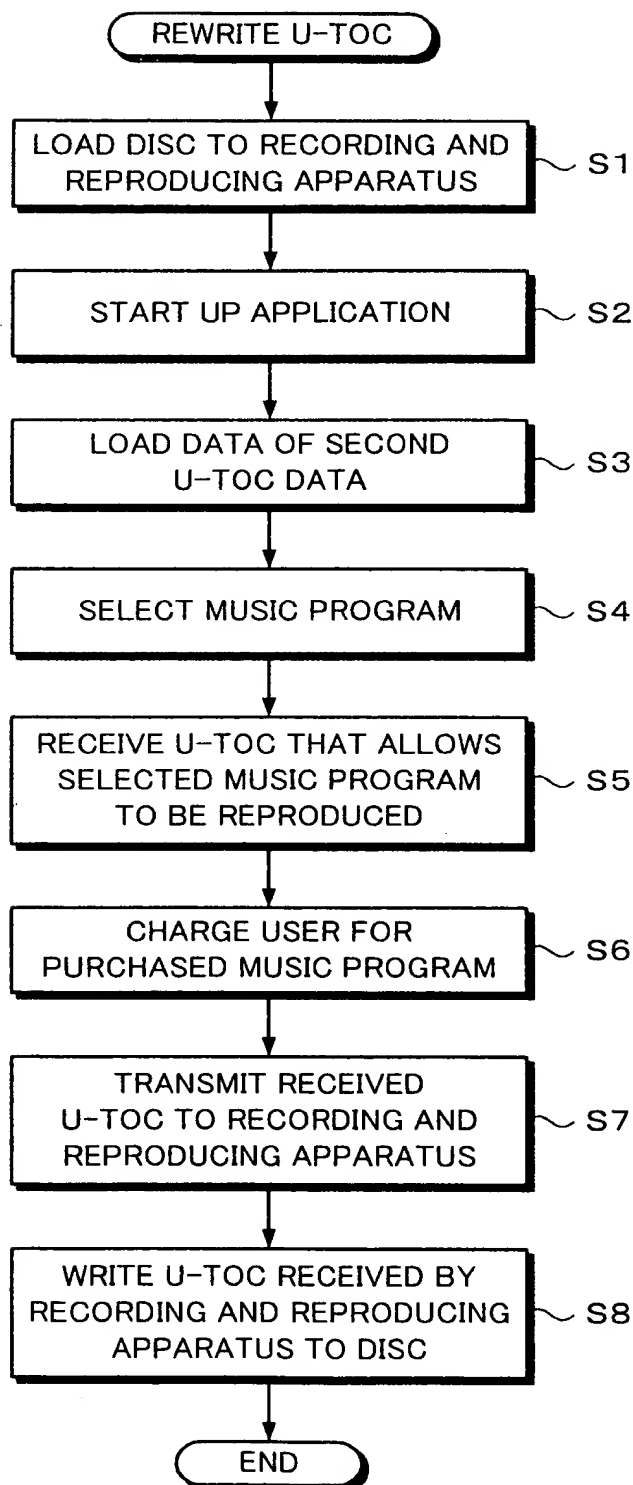 REWRITE U-TOC
LOAD DISC TO RECORDING AND
REPRODUCING APPARATUS
S1
START UP APPLICATION
S2
LOAD DATA OF SECOND
U-TOC DATA
S3
SELECT MUSIC PROGRAM
S4
RECEIVE U-TOC THAT ALLOWS
SELECTED MUSIC PROGRAM
TO BE REPRODUCED
S5
CHARGE USER FOR
PURCHASED MUSIC PROGRAM
S6
TRANSMIT RECEIVED
U-TOC TO RECORDING AND
REPRODUCING APPARATUS
S7
WRITE U-TOC RECEIVED BY
RECORDING AND REPRODUCING
APPARATUS TO DISC
S8
END